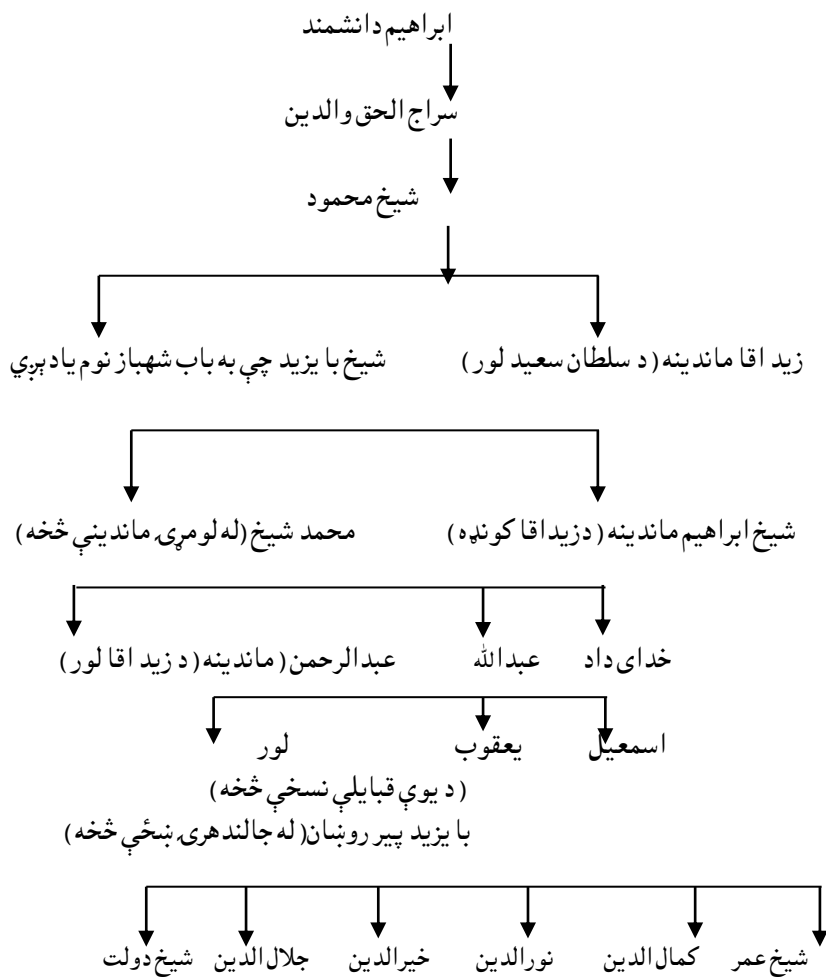 ابراهیم دانشمند
سراج الحق والدین
شیخ محمود
زید اقا ماندینه (د سلطان سعید لور) شیخ با یزید چې به باب شهباز نوم یادېږي
شیخ ابراهیم ماندینه (دزیداقا کونډه) محمد شیخ (له لومړۍ ماندینې څخه)
خدای داد عبدالله عبدالرحمن (ماندینه (د زید اقا لور)
اسمعیل یعقوب لور
(د یوې قبایلې نسخې څخه)
با یزید پیر روښان (له جالندهرۍ ښځې څخه)
شیخ عمر کمال الدین نورالدین خیرالدین جلال الدین شیخ دولت